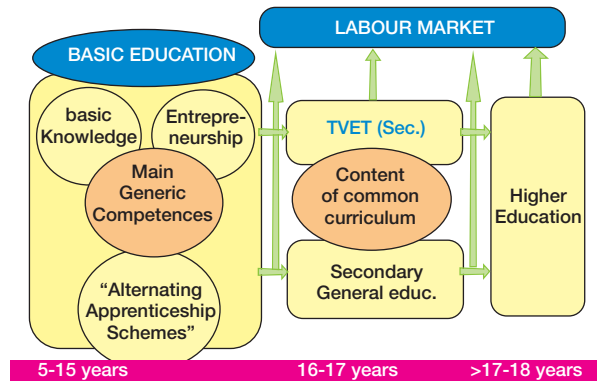 LABOUR MARKET
BASIC EDUCATION
basic
Knowledge
Entrepre-
neurship
Main
Generic
Competences
“Alternating
Apprenticeship
Schemes”
TVET (Sec.)
Content
of common
curriculum
Secondary
General educ.
Higher
Education
5-15 years
16-17 years
>17-18 years